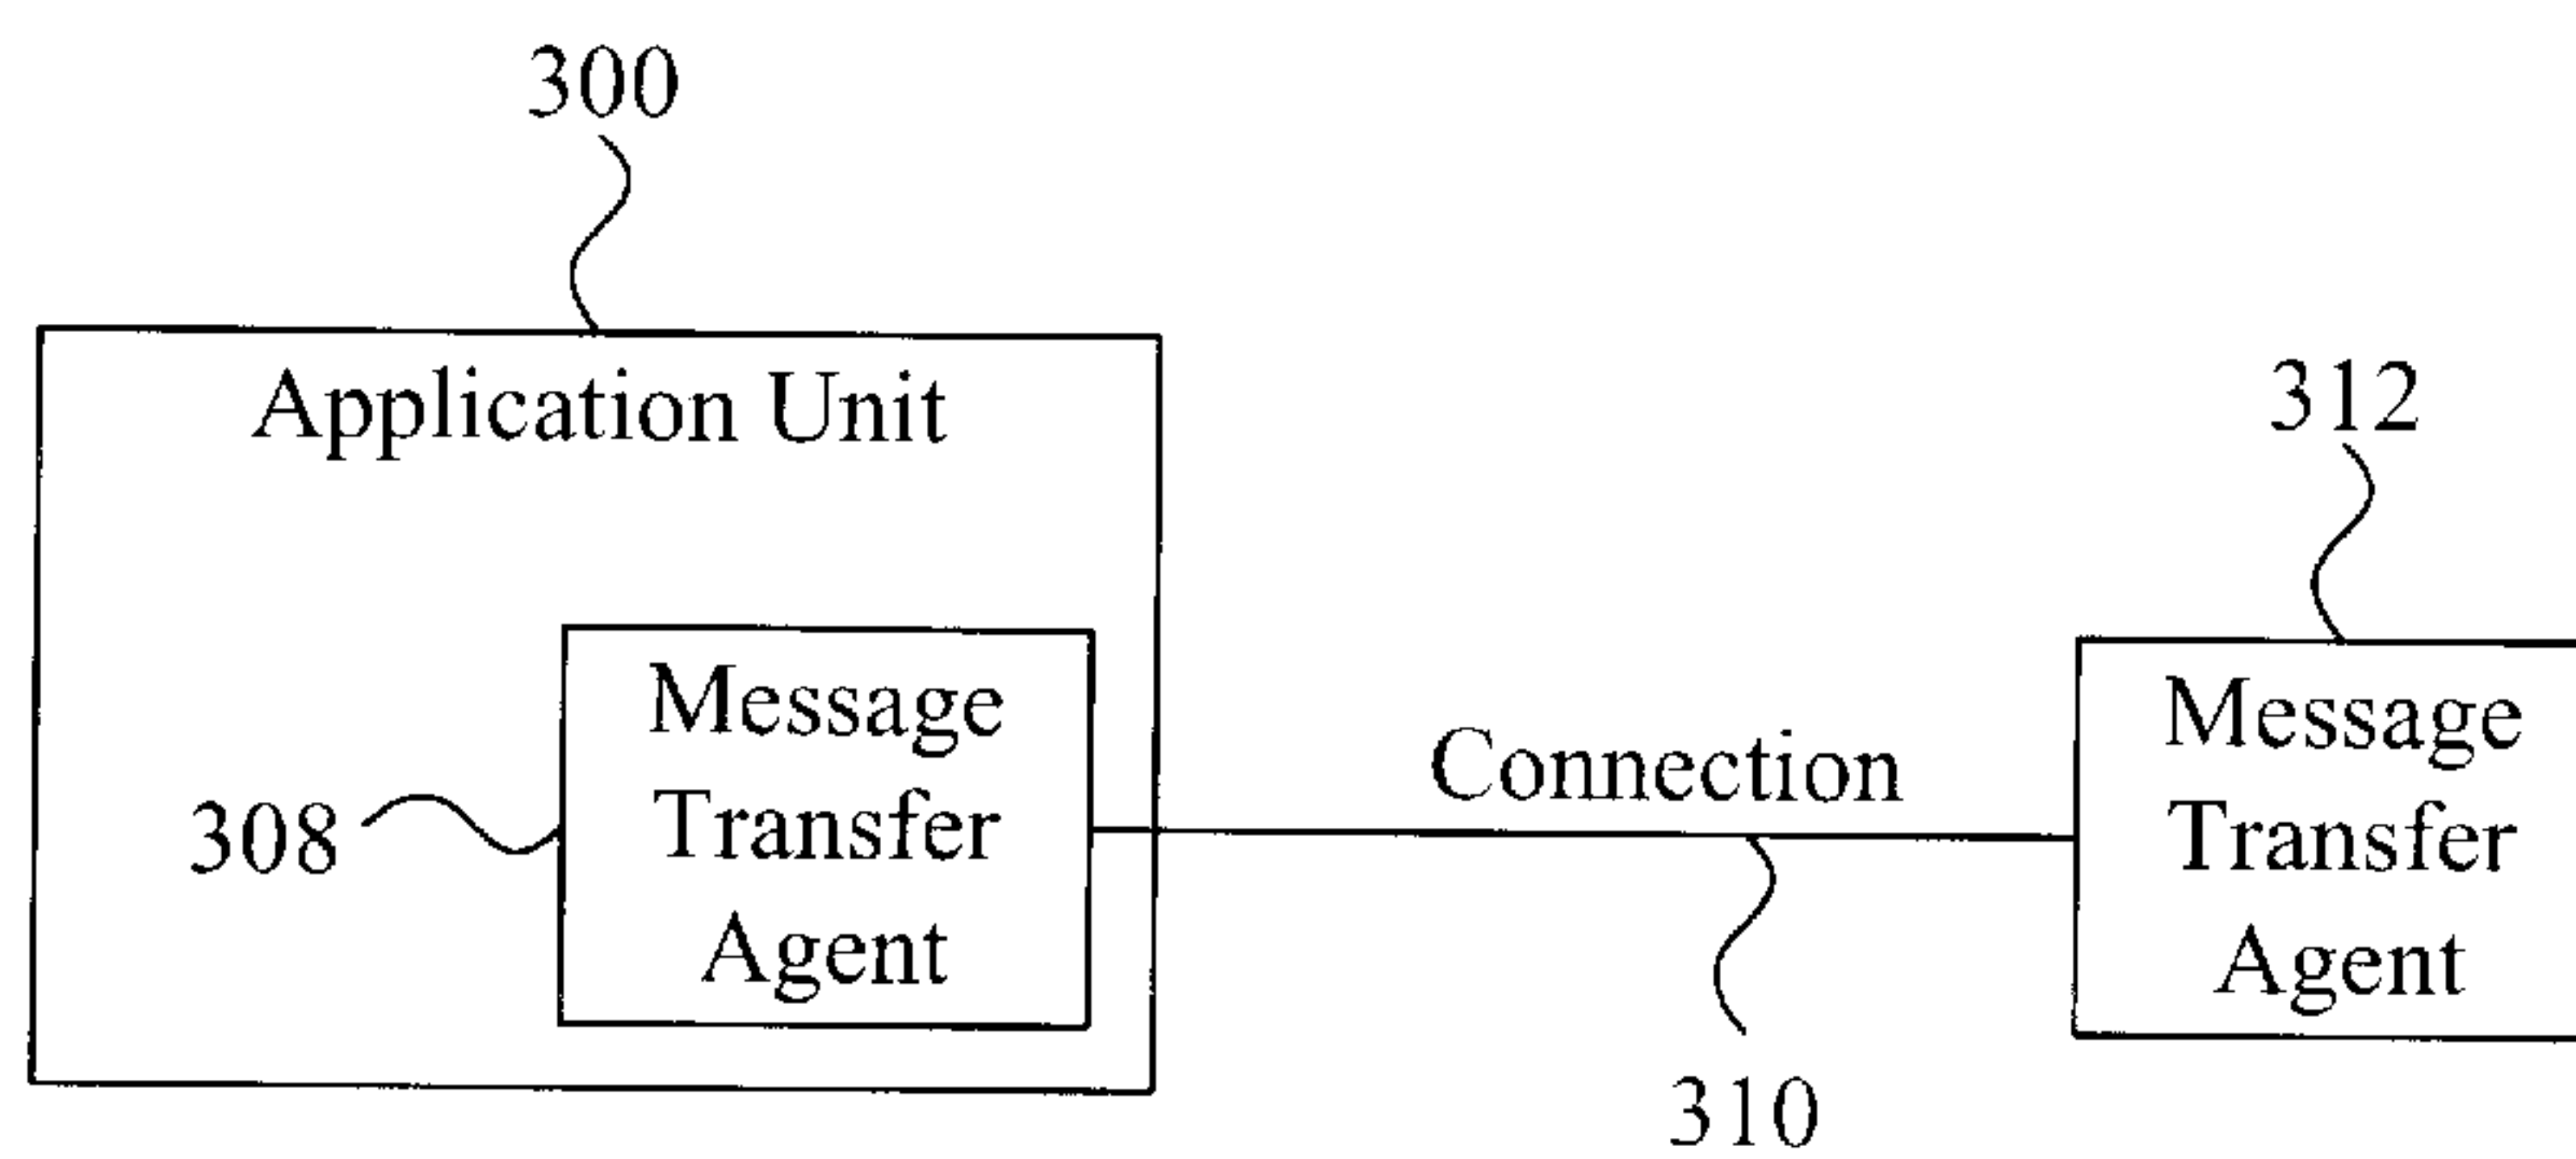 300
Application Unit
312
Message
Transfer
Agent
308
Connection
Message
Transfer
Agent
310